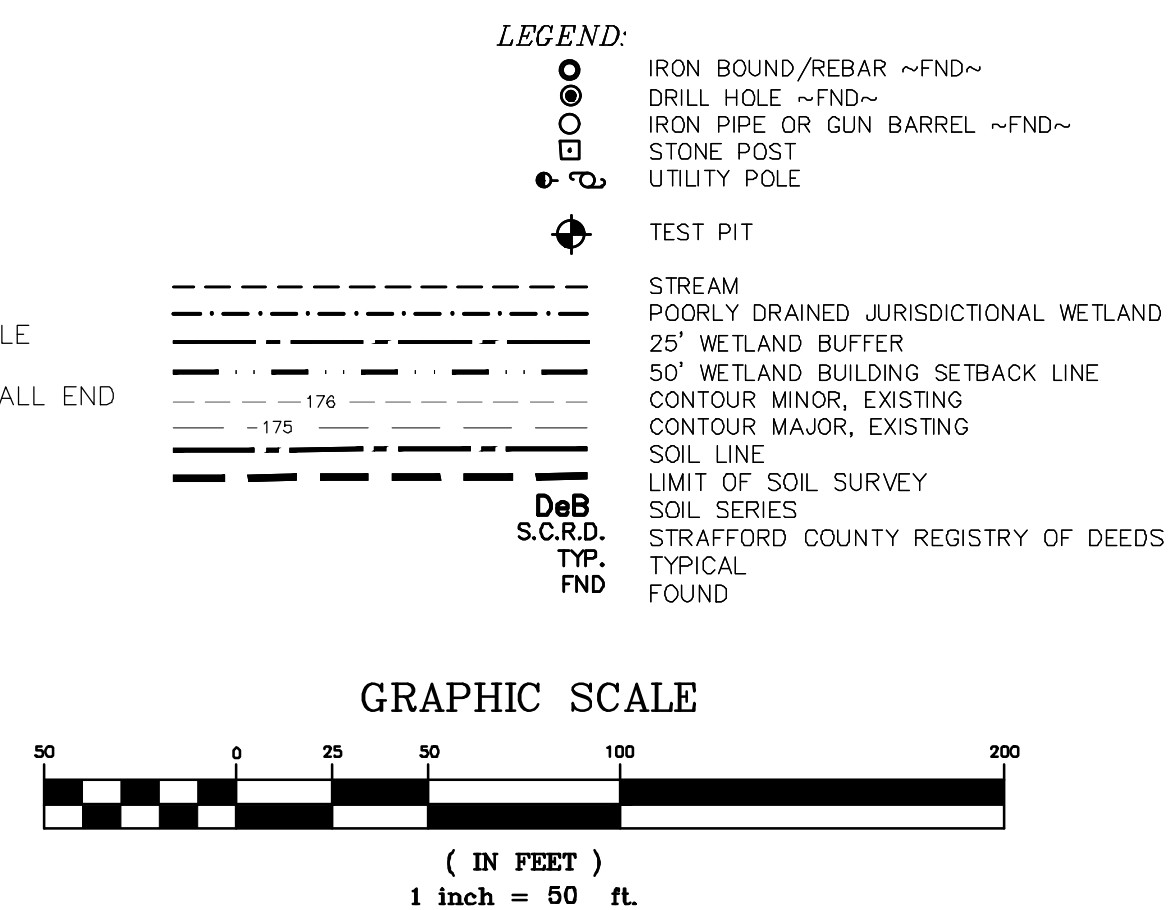 LEGEND:
IRON BOUND/REBAR ~FND~
DRILL HOLE ~FND~
IRON PIPE OR GUN BARREL ~FND~
STONE POST
UTILITY POLE
TEST PIT
STREAM
POORLY DRAINED JURISDICTIONAL WETLAND
LE
25' WETLAND BUFFER
50' WETLAND BUILDING SETBACK LINE
ALL END
176 CONTOUR MINOR, EXISTING
175 CONTOUR MAJOR, EXISTING
SOIL LINE
LIMIT OF SOIL SURVEY
DeB SOIL SERIES
S.C.R.D. STRAFFORD COUNTY REGISTRY OF DEEDS
TYP. TYPICAL
FND FOUND
GRAPHIC SCALE
50 0 25 50 100 200
( IN FEET )
1 inch = 50 ft.